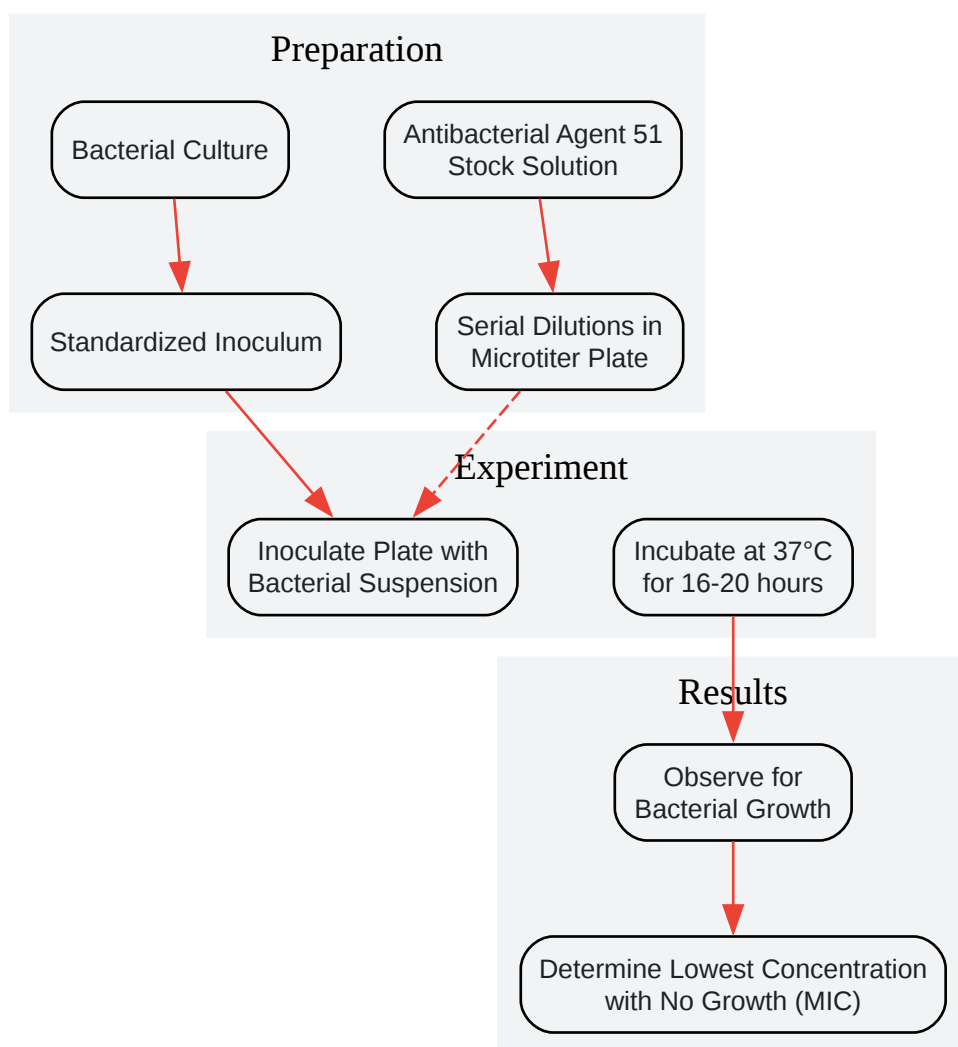 Preparation
Bacterial Culture
Antibacterial Agent 51
Stock Solution
Standardized Inoculum
Serial Dilutions in
Microtiter Plate
Experiment
Inoculate Plate with
Bacterial Suspension
Incubate at 37°C
for 16-20 hours
Results
Observe for
Bacterial Growth
Determine Lowest Concentration
with No Growth (MIC)